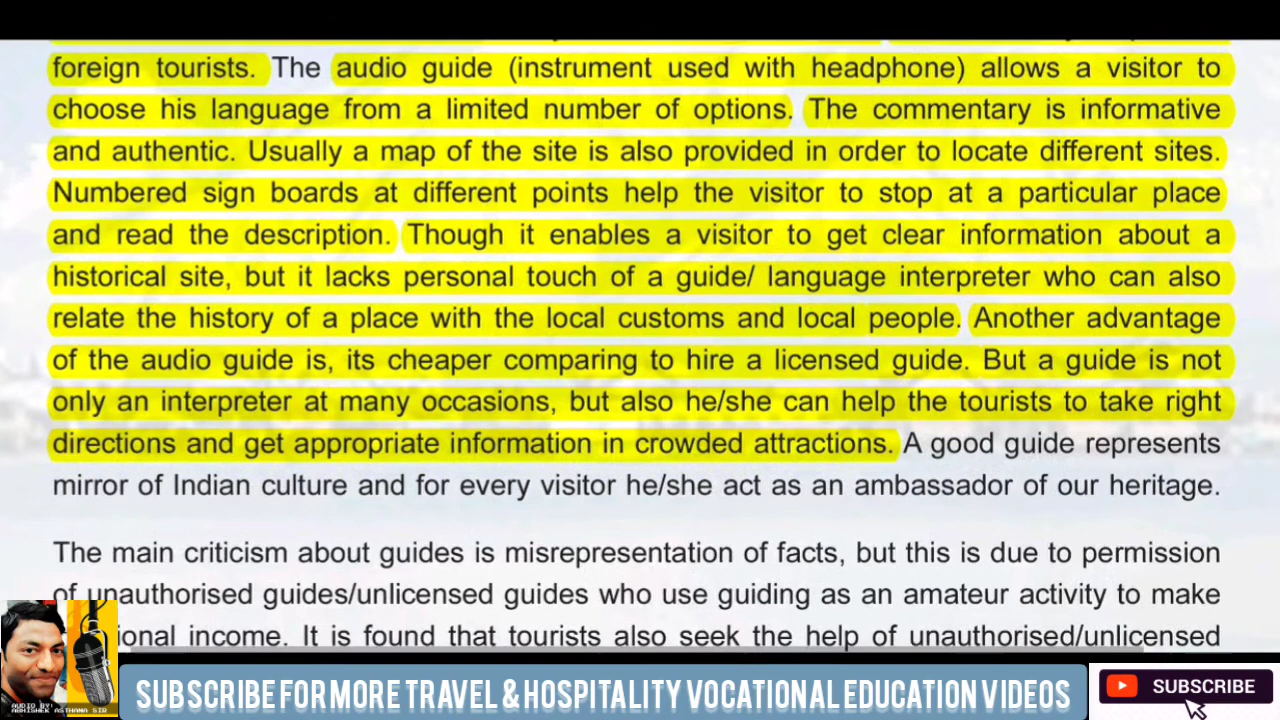 foreign tourists. The audio guide (instrument used with headphone) allows a visitor to
choose his language from a limited number of options. The commentary is informative
and authentic. Usually a map of the site is also provided in order to locate different sites.
Numbered sign boards at different points help the visitor to stop at a particular place
and read the description. Though it enables a visitor to get clear information about a
historical site, but it lacks personal touch of a guide/ language interpreter who can also
relate the history of a place with the local customs and local people. Another advantage
of the audio guide is, its cheaper comparing to hire a licensed guide. But a guide is not
only an interpreter at many occasions, but also he/she can help the tourists to take right
directions and get appropriate information in crowded attractions. A good guide represents
mirror of Indian culture and for every visitor he/she act as an ambassador of our heritage.
The main criticism about guides is misrepresentation of facts, but this is due to permission
of unauthorised guides/unlicensed guides who use guiding as an amateur activity to make
income. It is found that tourists also seek the help of unauthorised/unlicensed
AUDIO BY:
ABHISHEK ASTHANA SIR
SUBSCRIBE FOR MORE TRAVEL & HOSPITALITY VOCATIONAL EDUCATION VIDEOS
SUBSCRIBE